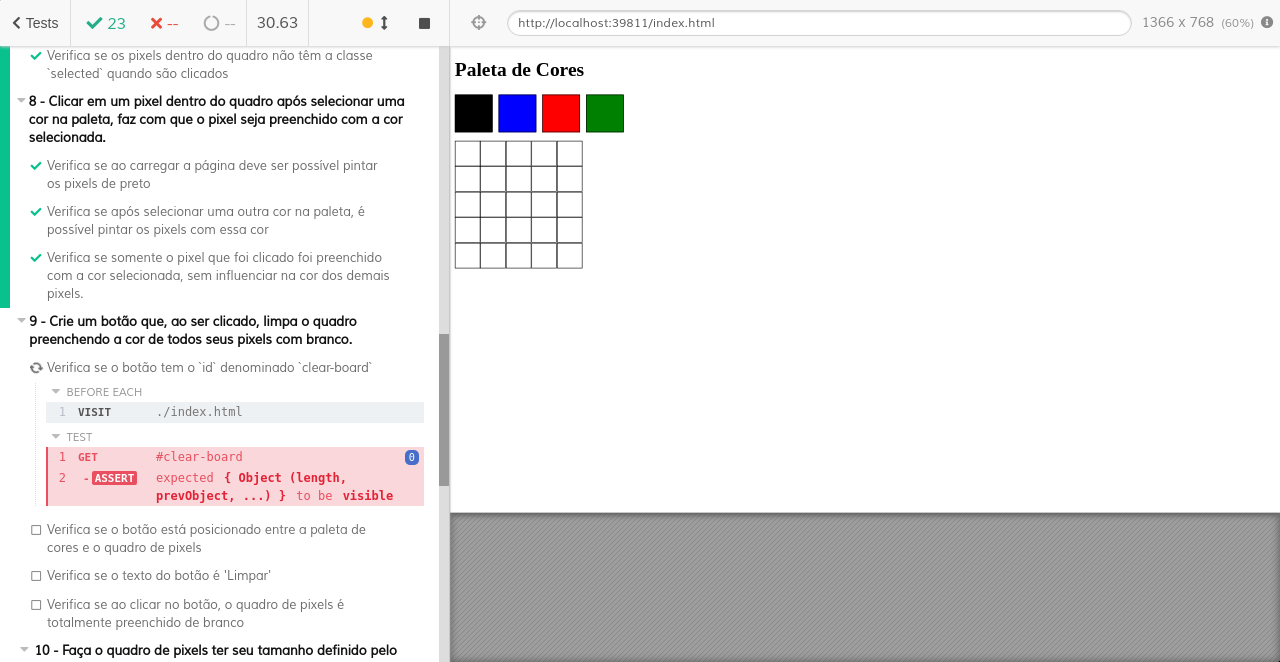 Tests
23
--
--
30.63
http://localhost:39811/index.html
1366 x 768 (60%)
Verifica se os pixels dentro do quadro não têm a classe
`selected` quando são clicados
8 - Clicar em um pixel dentro do quadro após selecionar uma
cor na paleta, faz com que o pixel seja preenchido com a cor
selecionada.
Verifica se ao carregar a página deve ser possível pintar
os pixels de preto
Verifica se após selecionar uma outra cor na paleta, é
possível pintar os pixels com essa cor
Verifica se somente o pixel que foi clicado foi preenchido
com a cor selecionada, sem influenciar na cor dos demais
pixels.
9 - Crie um botão que, ao ser clicado, limpa o quadro
preenchendo a cor de todos seus pixels com branco.
Verifica se o botão tem o `id` denominado `clear-board`
BEFORE EACH
1 VISIT ./index.html
TEST
1 GET #clear-board 0
2 -ASSERT expected { Object (length,
prevObject, ...) } to be visible
Verifica se o botão está posicionado entre a paleta de
cores e o quadro de pixels
Verifica se o texto do botão é 'Limpar'
Verifica se ao clicar no botão, o quadro de pixels é
totalmente preenchido de branco
10 - Faça o quadro de pixels ter seu tamanho definido pelo
Paleta de Cores